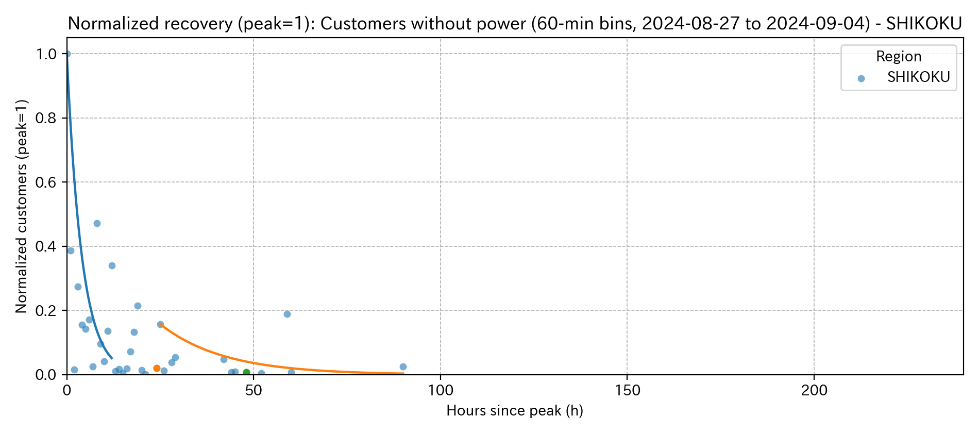 Normalized recovery (peak=1): Customers without power (60-min bins, 2024-08-27 to 2024-09-04) - SHIKOKU
Normalized customers (peak=1)
1.0
0.8
0.6
0.4
0.2
0.0
Region
SHIKOKU
0
50
100
150
200
Hours since peak (h)